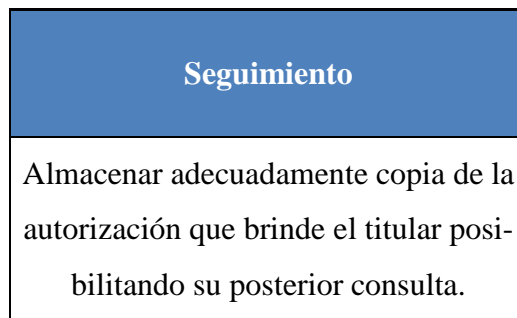 Seguimiento
Almacenar adecuadamente copia de la
autorización que brinde el titular posi-
bilitando su posterior consulta.